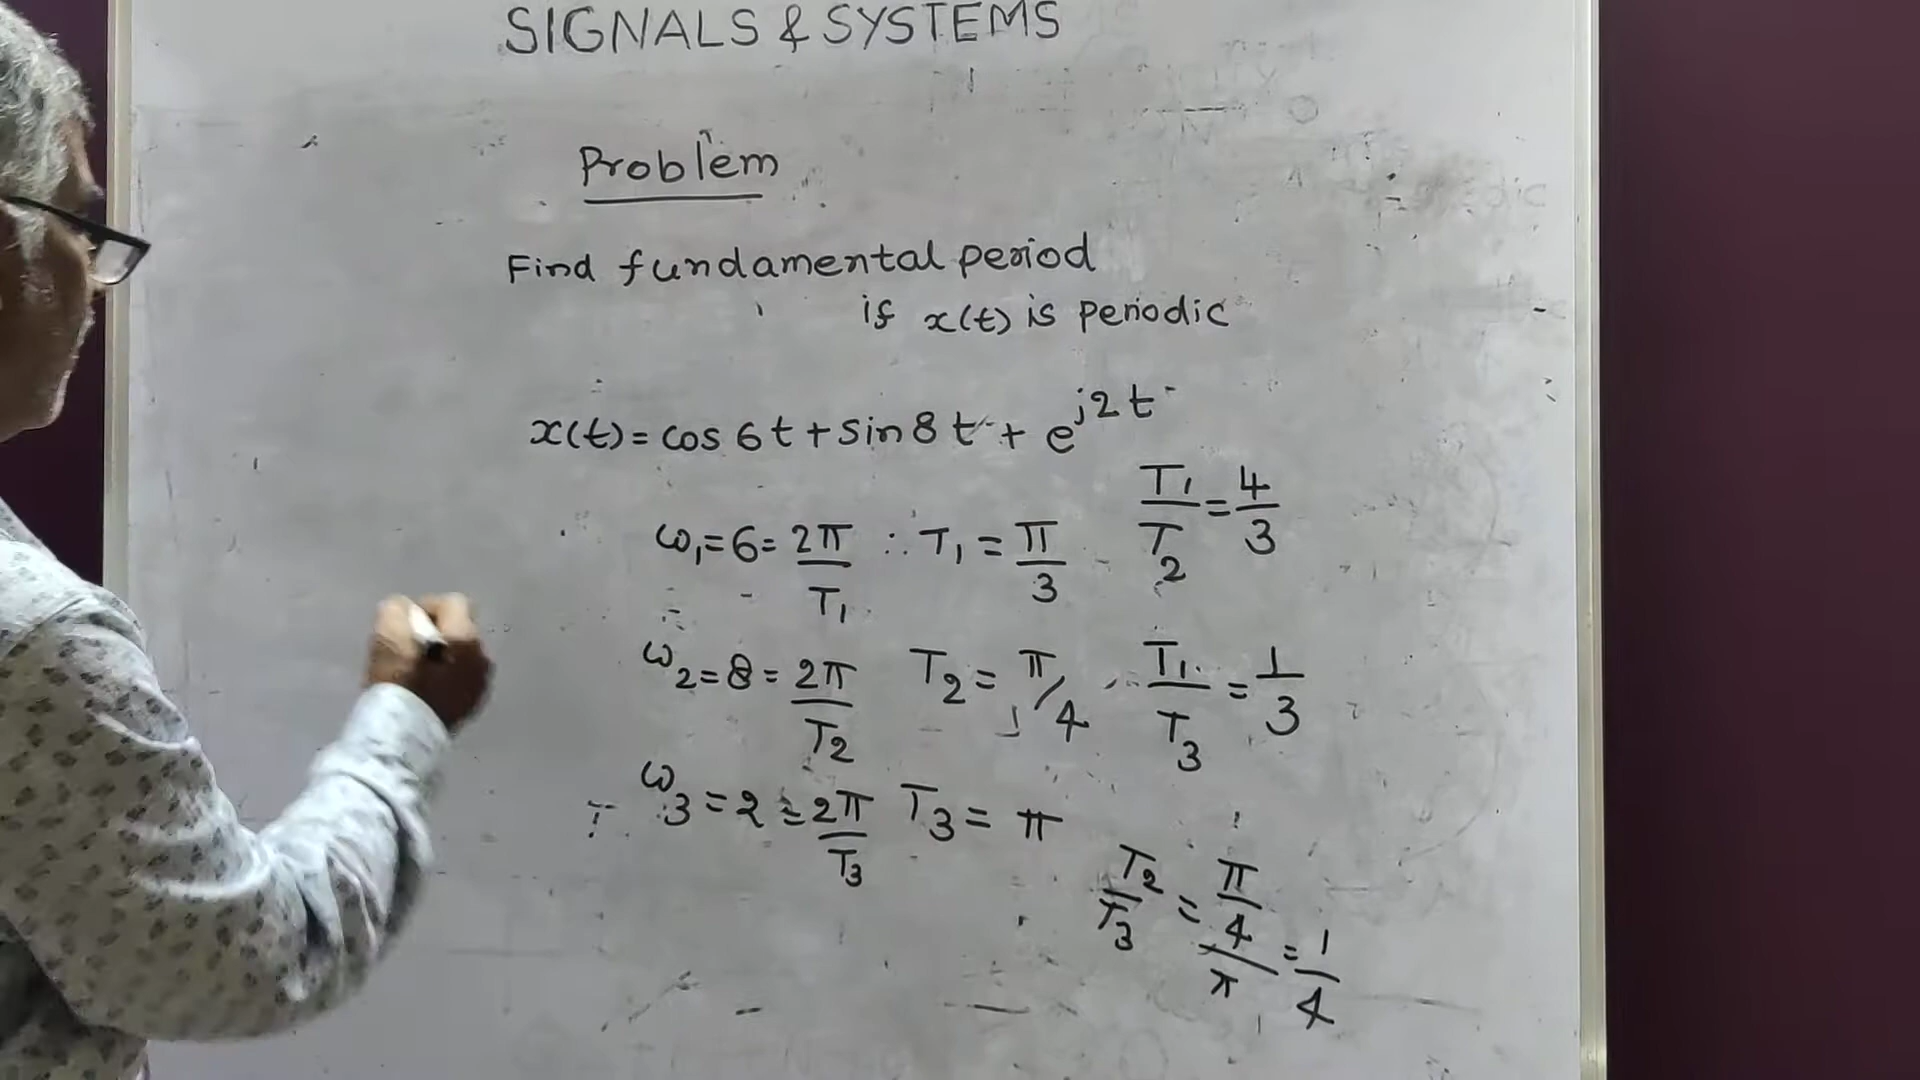 SIGNALS & SYSTEMS
Problem
Find fundamental period
if x(t) is periodic
x(t) = cos 6t + sin 8t + e^{j2t}
ω₁ = 6 = 2π/T₁ ∴ T₁ = π/3
T₁/T₂ = 4/3
ω₂ = 8 = 2π/T₂ T₂ = π/4
T₁/T₃ = 1/3
ω₃ = 2 = 2π/T₃ T₃ = π
T₂/T₃ = π/4/π = 1/4